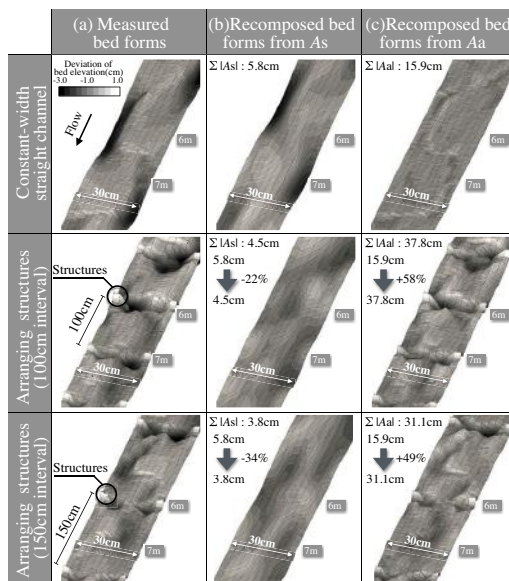 (a) Measured
bed forms
(b)Recomposed bed
forms from As
(c)Recomposed bed
forms from Aa
Constant-width
straight channel
Deviation of
bed elevation(cm)
-3.0 -1.0 1.0
Flow
6m
7m
30cm
Σ |As| : 5.8cm
6m
7m
30cm
Σ |Aa| : 15.9cm
6m
7m
30cm
Arranging structures
(100cm interval)
Structures
100cm
6m
7m
30cm
Σ |As| : 4.5cm
5.8cm
-22%
4.5cm
6m
7m
30cm
Σ |Aa| : 37.8cm
15.9cm
+58%
37.8cm
6m
7m
30cm
Arranging structures
(150cm interval)
Structures
150cm
6m
7m
30cm
Σ |As| : 3.8cm
5.8cm
-34%
3.8cm
6m
7m
30cm
Σ |Aa| : 31.1cm
15.9cm
+49%
31.1cm
6m
7m
30cm